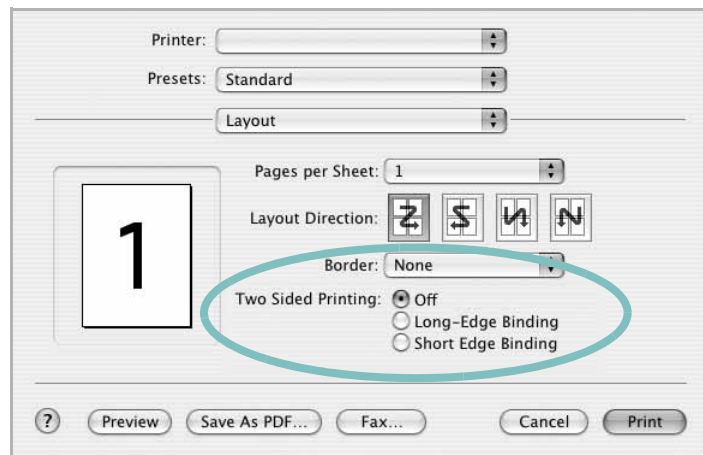 Printer:
Presets: Standard
Layout
Pages per Sheet: 1
Layout Direction:
1
Border: None
Two Sided Printing: Off
Long-Edge Binding
Short Edge Binding
? Preview Save As PDF... Fax... Cancel Print